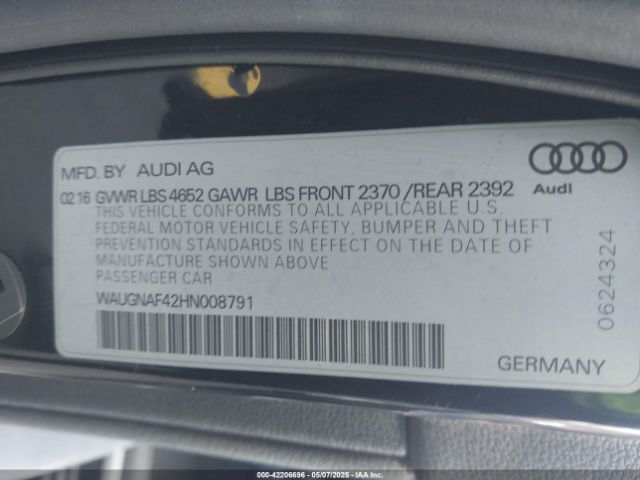 MFD. BY AUDI AG
02 16 GVWR LBS 4652 GAWR LBS FRONT 2370 /REAR 2392
Audi
THIS VEHICLE CONFORMS TO ALL APPLICABLE U.S.
FEDERAL MOTOR VEHICLE SAFETY, BUMPER AND THEFT
PREVENTION STANDARDS IN EFFECT ON THE DATE OF
MANUFACTURE SHOWN ABOVE
PASSENGER CAR
WAUGNAF42HN008791
0624324
GERMANY
000-42206696 - 05/07/2025 - IAA Inc.